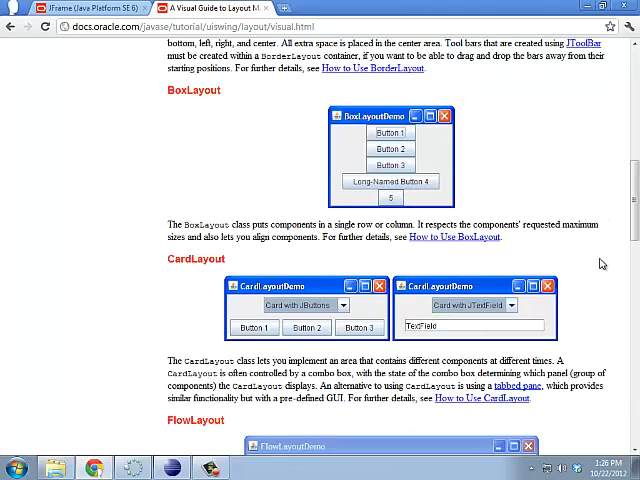 JFrame (Java Platform SE 6)
A Visual Guide to Layout M
docs.oracle.com/javase/tutorial/uiswing/layout/visual.html
bottom, left, right, and center. All extra space is placed in the center area. Tool bars that are created using JToolBar
must be created within a BorderLayout container, if you want to be able to drag and drop the bars away from their
starting positions. For further details, see How to Use BorderLayout.
BoxLayout
BoxLayoutDemo
Button 1
Button 2
Button 3
Long-Named Button 4
5
The BoxLayout class puts components in a single row or column. It respects the components' requested maximum
sizes and also lets you align components. For further details, see How to Use BoxLayout.
CardLayout
CardLayoutDemo
Card with JButtons
Button 1 Button 2 Button 3
CardLayoutDemo
Card with JTextField
TextField
The CardLayout class lets you implement an area that contains different components at different times. A
CardLayout is often controlled by a combo box, with the state of the combo box determining which panel (group of
components) the CardLayout displays. An alternative to using CardLayout is using a tabbed pane, which provides
similar functionality but with a pre-defined GUI. For further details, see How to Use CardLayout.
FlowLayout
FlowLayoutDemo
1:26 PM
10/22/2012